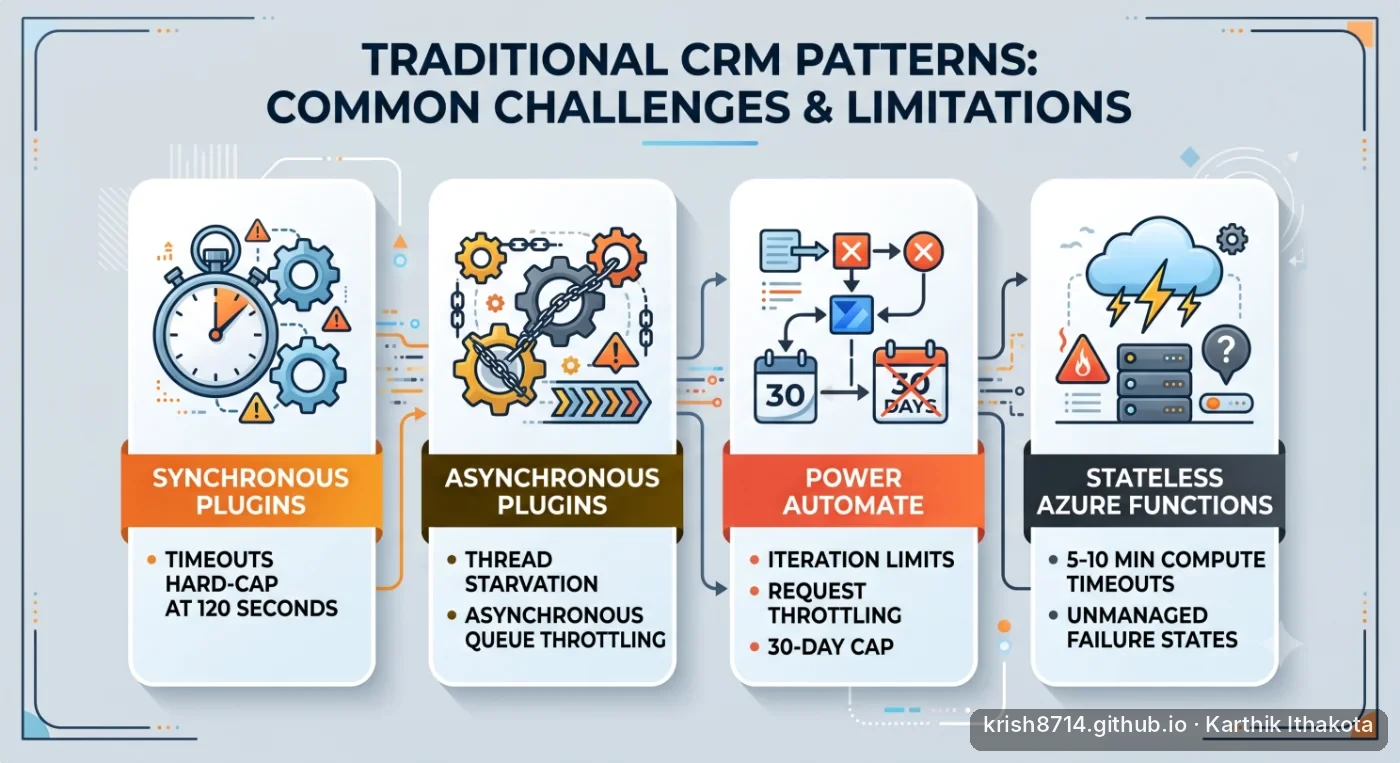 TRADITIONAL CRM PATTERNS:
COMMON CHALLENGES & LIMITATIONS
SYNCHRONOUS
PLUGINS
• TIMEOUTS
HARD-CAP
AT 120 SECONDS
ASYNCHRONOUS
PLUGINS
• THREAD
STARVATION
• ASYNCHRONOUS
QUEUE THROTTLING
30
30
DAYS
POWER
AUTOMATE
• ITERATION LIMITS
• REQUEST
THROTTLING
• 30-DAY CAP
?
STATELESS
AZURE FUNCTIONS
• 5-10 MIN COMPUTE
TIMEOUTS
• UNMANAGED
FAILURE STATES
krish8714.github.io · Karthik Ithakota